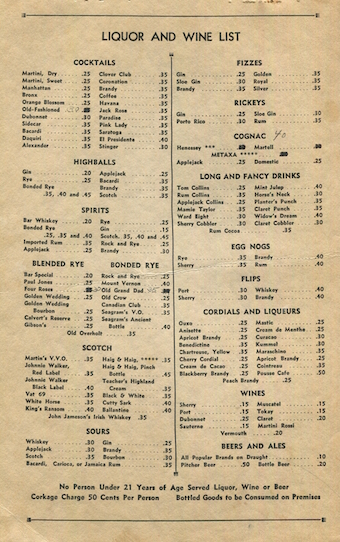 LIQUOR AND WINE LIST
COCKTAILS
Martini, Dry .25 Clover Club .35
Martini, Sweet .25 Coronation .35
Manhattan .25 Brandy .35
Bronx .25 Coffee .35
Orange Blossom .25 Havana .35
Old-Fashioned Jack Rose .35
Dubonnet .30 Paradise .35
Sidecar .35 Pink Lady .35
Bacardi .35 Saratoga .35
Daquiri .35 El Presidente .40
Alexander .35 Stinger .30
HIGHBALLS
Gin .20 Applejack .25
Rye .25 Bacardi .35
Bonded Rye Brandy .35
.35, .40 and .45 Scotch .35
SPIRITS
Bar Whiskey .20 Rye .25
Bonded Rye Gin .15
.25, .35 and .40 Scotch .35, .40 and .45
Imported Rum .35 Rock and Rye .25
Applejack .25 Brandy .35
BLENDED RYE
Bar Special .20
Paul Jones .25
Four Roses
Golden Wedding .25
Golden Wedding
Bourbon .25
Calvert's Reserve .25
Gibson's .25
BONDED RYE
Rock and Rye .25
Mount Vernon .40
Old Grand Dad
Old Crow .25
Canadian Club .35
Seagram's V.O. .35
Seagram's Ancient
Bottle .40
Old Overholt .35
SCOTCH
Martin's V.V.O. .35 Haig & Haig, ***** .35
Johnnie Walker, Haig & Haig, Pinch
Red Label .35 Bottle .45
Johnnie Walker Teacher's Highland
Black Label .40 Cream .35
Vat 69 .35 Black & White .35
White Horse .35 Cutty Sark .40
King's Ransom .40 Ballantine .40
John Jameson's Irish Whiskey .35
SOURS
Whiskey .30 Gin .25
Applejack .30 Brandy .35
Scotch .35 Bourbon .30
Bacardi, Carioco, or Jamaica Rum .35
FIZZES
Gin .25 Golden .35
Sloe Gin .30 Royal .35
Brandy .35 Silver .35
RICKEYS
Gin .25 Sloe Gin .30
Porto Rico .30 Rum .35
COGNAC 40
Henessy *** Martell
METAXA *****
Applejack .25 Domestic .25
LONG AND FANCY DRINKS
Tom Collins .25 Mint Julep .40
Rum Collins .35 Horse's Neck .30
Applejack Collins .25 Planter's Punch .35
Mamie Taylor .35 Claret Punch .35
Ward Eight .30 Widow's Dream .40
Sherry Cobbler .30 Claret Cobbler .30
Rum Cocoa .35
EGG NOGS
Rye .35 Brandy .40
Sherry .35 Rum .40
FLIPS
Port .30 Whiskey .40
Sherry .30 Brandy .40
CORDIALS AND LIQUEURS
Ouzo .25 Mastic .25
Anisette .25 Creme de Menthe .25
Apricot Brandy .25 Curacao .30
Benedictine .30 Kummel .30
Chartreuse, Yellow .35 Maraschino .35
Cherry Cordial .25 Apricot Brandy .25
Creme de Cacao .25 Cointreau .35
Blackberry Brandy .25 Pousse Cafe .50
Peach Brandy .25
WINES
Sherry .15 Muscatel .15
Port .15 Tokay .15
Dubonnet .25 Claret .20
Sauterne .15 Martini Rossi
Vermouth .20
BEERS AND ALES
All Popular Brands on Draught .10
Pitcher Beer .50 Bottle Beer .20
No Person Under 21 Years of Age Served Liquor, Wine or Beer
Corkage Charge 50 Cents Per Person Bottled Goods to be Consumed on Premises